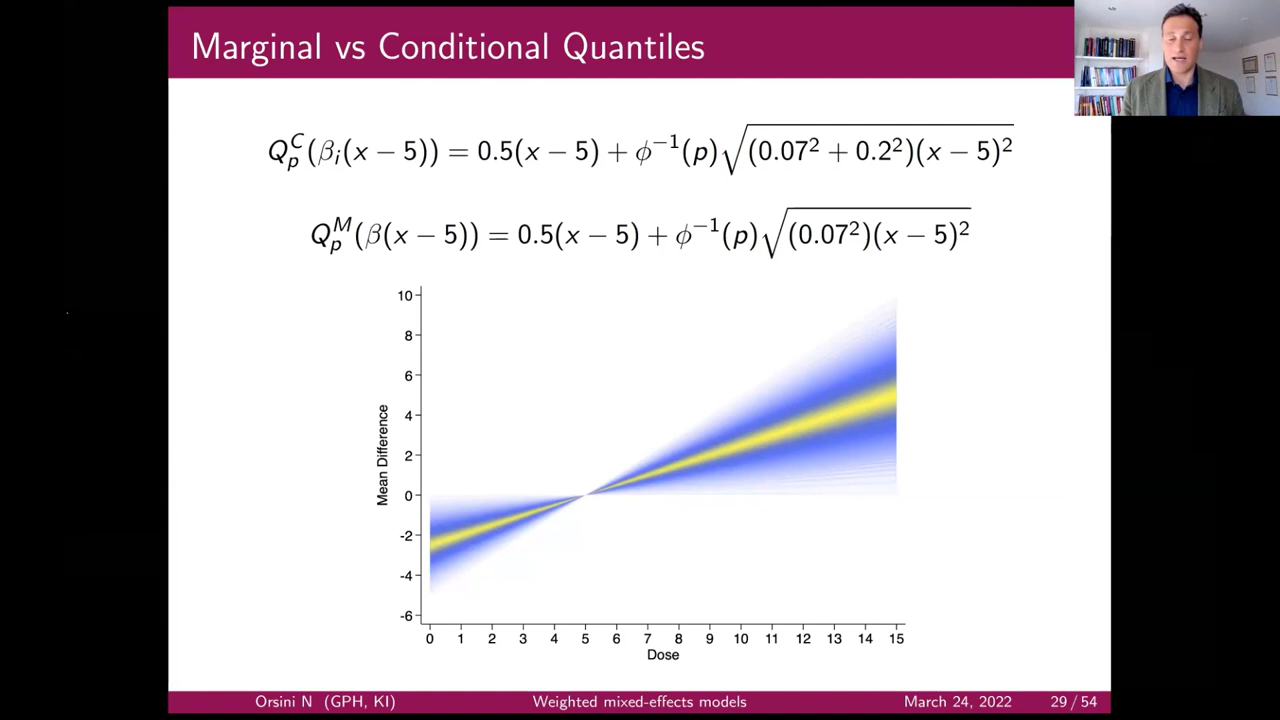 Marginal vs Conditional Quantiles
Q_p^C(β_i(x − 5)) = 0.5(x − 5) + ϕ^{−1}(p)√((0.07² + 0.2²)(x − 5)²)
Q_p^M(β(x − 5)) = 0.5(x − 5) + ϕ^{−1}(p)√((0.07²)(x − 5)²)
10
8
6
4
2
0
-2
-4
-6
Mean Difference
0 1 2 3 4 5 6 7 8 9 10 11 12 13 14 15
Dose
Orsini N (GPH, KI) Weighted mixed-effects models March 24, 2022 29 / 54